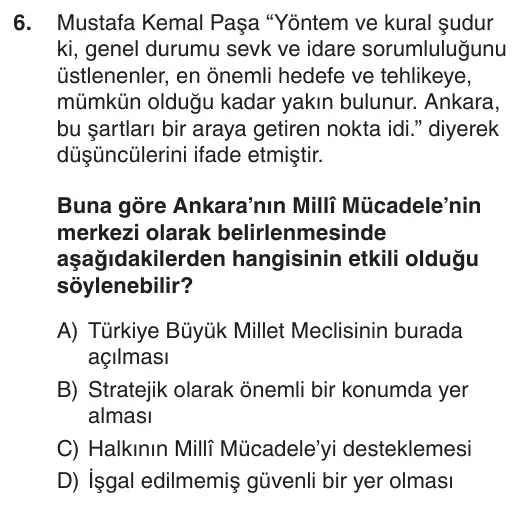 6. Mustafa Kemal Paşa “Yöntem ve kural şudur
ki, genel durumu sevk ve idare sorumluluğunu
üstlenenler, en önemli hedefe ve tehlikeye,
mümkün olduğu kadar yakın bulunur. Ankara,
bu şartları bir araya getiren nokta idi.” diyerek
düşüncülerini ifade etmiştir.
Buna göre Ankara’nın Millî Mücadele’nin
merkezi olarak belirlenmesinde
aşağıdakilerden hangisinin etkili olduğu
söylenebilir?
A) Türkiye Büyük Millet Meclisinin burada
açılması
B) Stratejik olarak önemli bir konumda yer
alması
C) Halkının Millî Mücadele’yi desteklemesi
D) İşgal edilmemiş güvenli bir yer olması